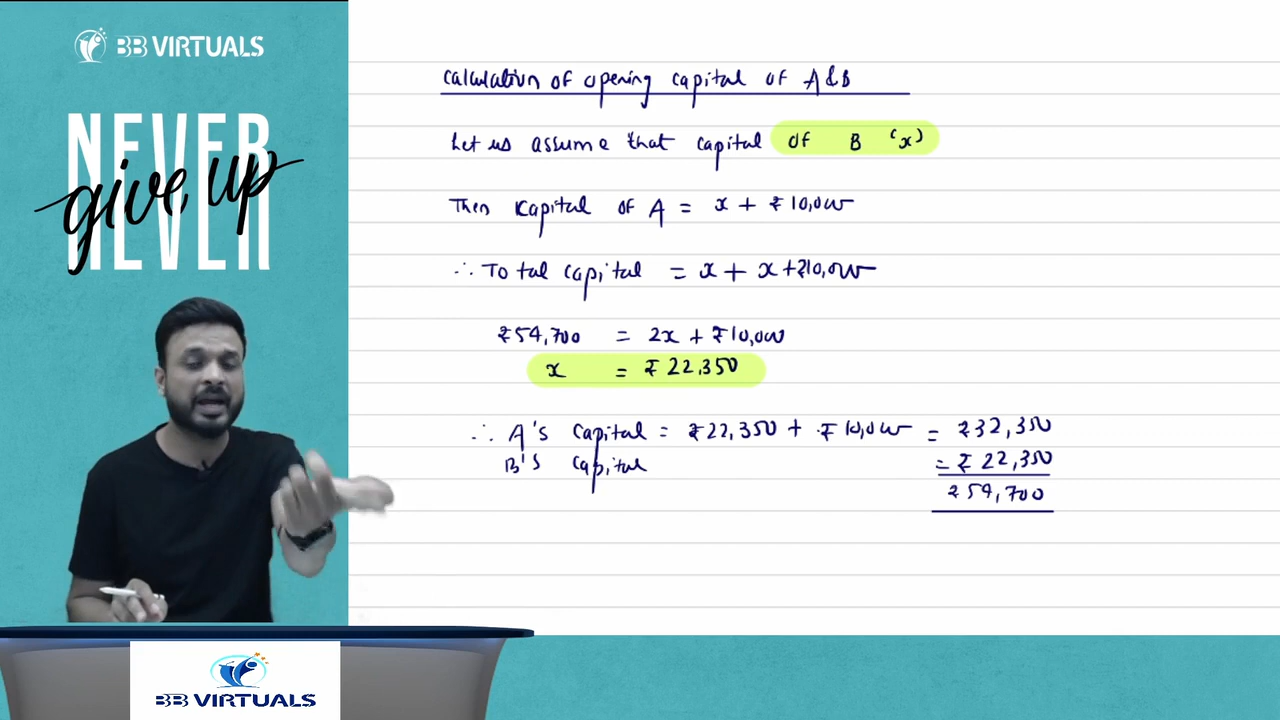 BB VIRTUALS
NEVER
give up
NEVER
Calculation of opening capital of A & B
Let us assume that capital of B (x)
Then Kapital of A = x + ₹10,000
∴ Total capital = x + x + ₹10,000
₹54,700 = 2x + ₹10,000
x = ₹22,350
∴ A's capital = ₹22,350 + ₹10,000 = ₹32,350
B's capital = ₹22,350
₹54,700
BB VIRTUALS